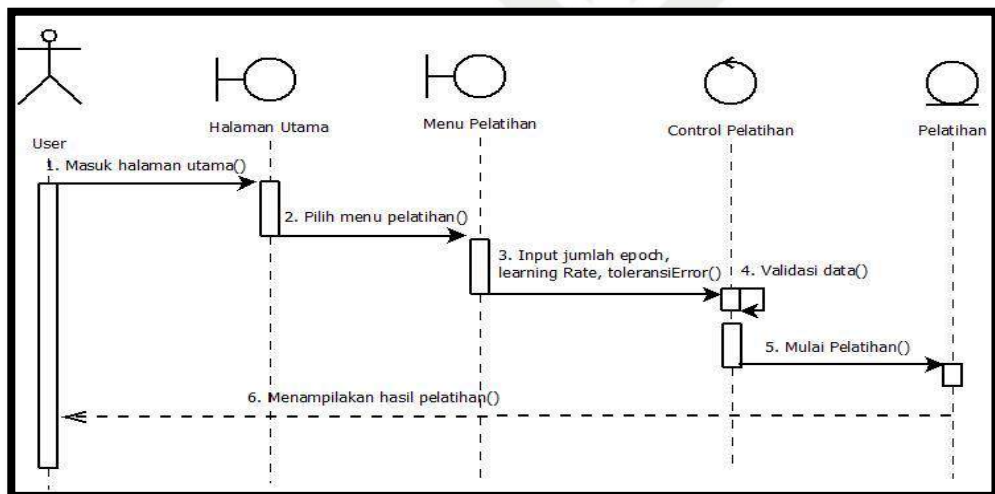 User
Halaman Utama
Menu Pelatihan
Control Pelatihan
Pelatihan
1. Masuk halaman utama()
2. Pilih menu pelatihan()
3. Input jumlah epoch,
learning Rate, toleransiError()
4. Validasi data()
5. Mulai Pelatihan()
6. Menampilakan hasil pelatihan()